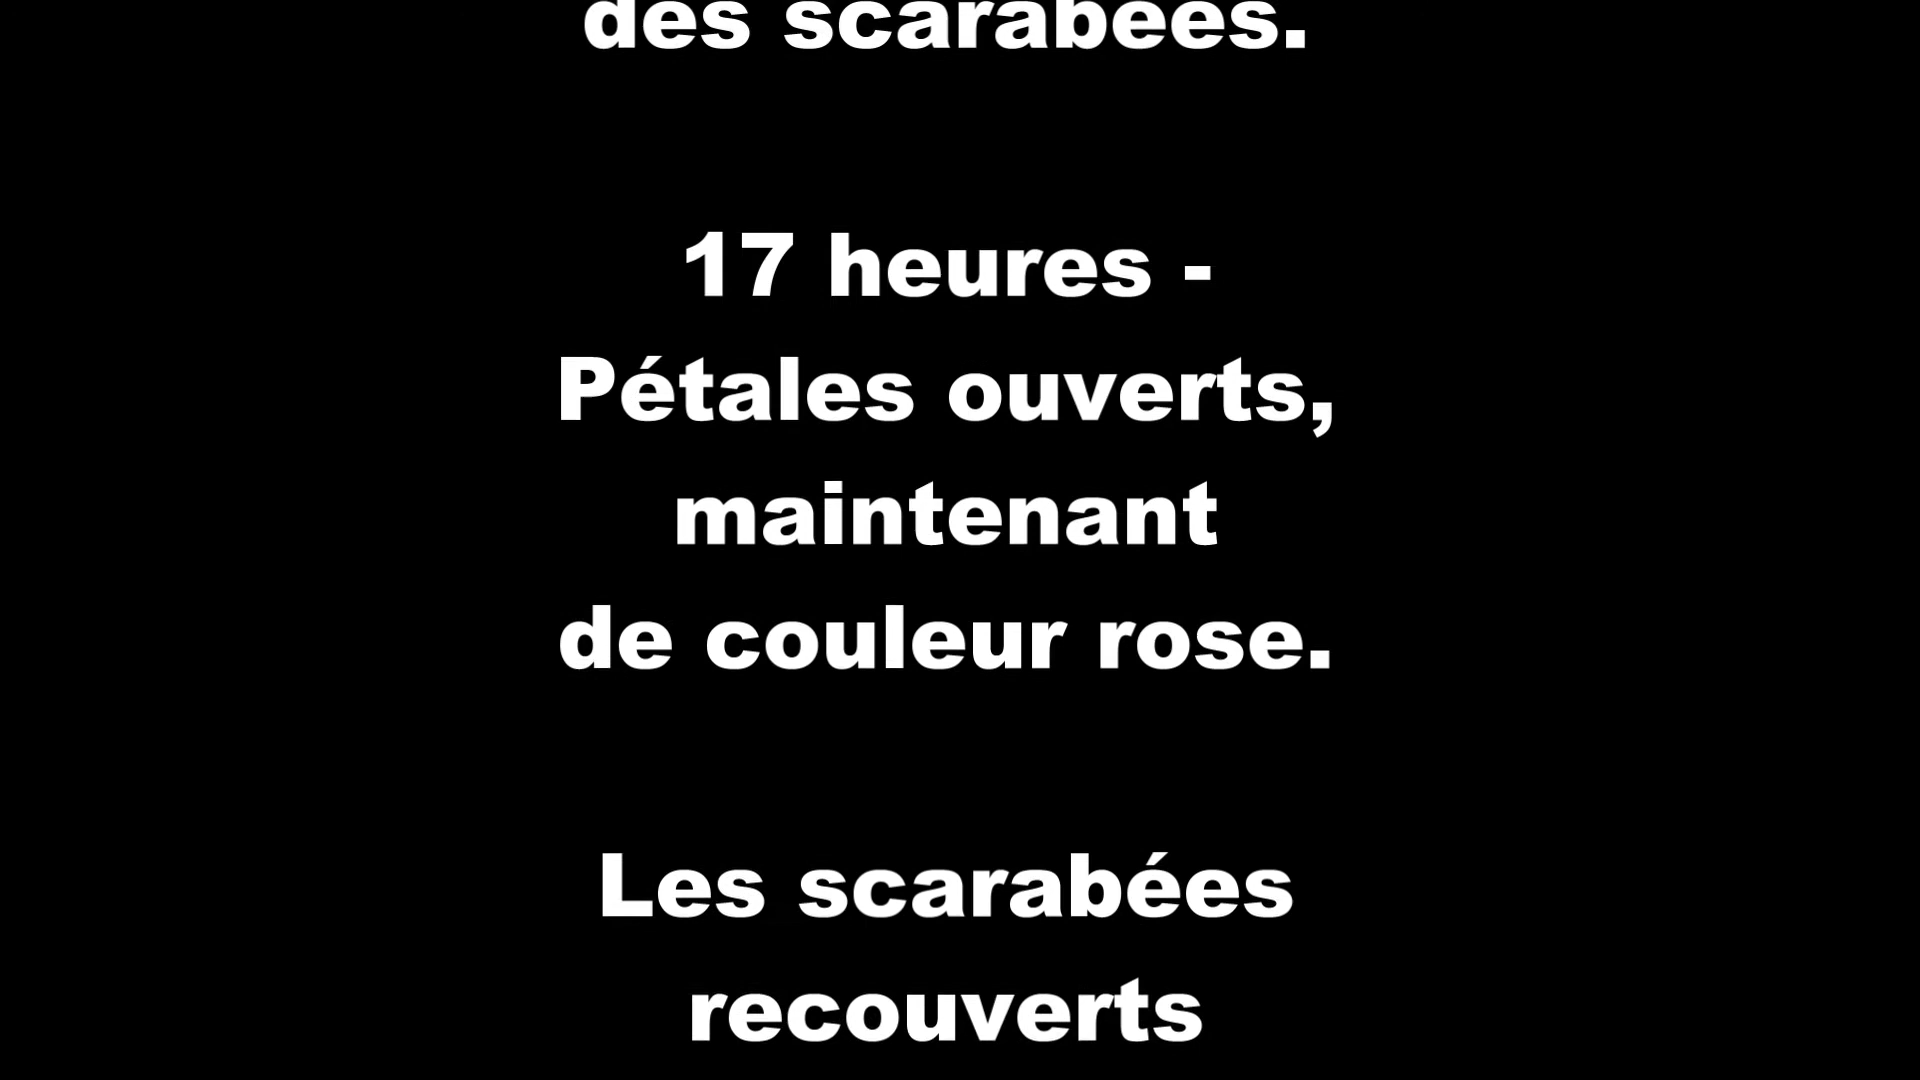 des scarabées.
17 heures -
Pétales ouverts,
maintenant
de couleur rose.
Les scarabées
recouverts